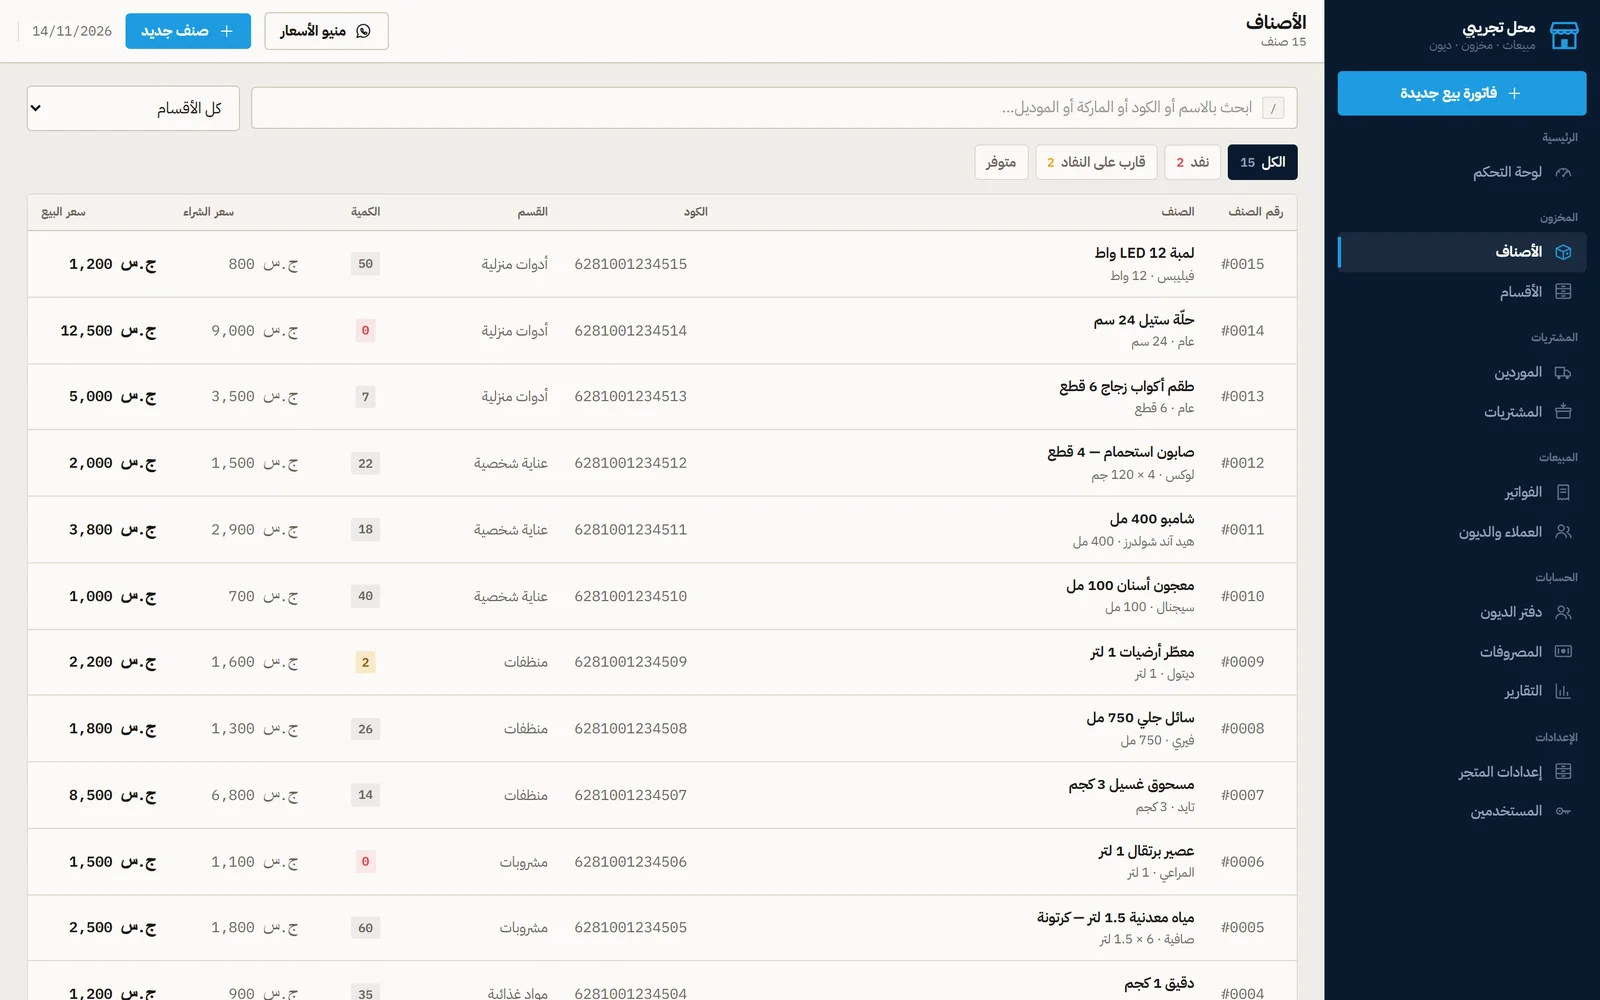 محل تجريبي
مبيعات · مخزون · ديون
فاتورة بيع جديدة
الرئيسية
لوحة التحكم
المخزون
الأصناف
الأقسام
المشتريات
الموردين
المشتريات
المبيعات
الفواتير
العملاء والديون
الحسابات
دفتر الديون
المصروفات
التقارير
الإعدادات
إعدادات المتجر
المستخدمين
الأصناف
15 صنف
منيو الأسعار
صنف جديد
14/11/2026
/ ابحث بالاسم أو الكود أو الماركة أو الموديل...
كل الأقسام
الكل 15
نفد 2
قارب على النفاد 2
متوفر
رقم الصنف الصنف الكود القسم الكمية سعر الشراء سعر البيع
#0015 لمبة LED 12 واط 6281001234515 أدوات منزلية 50 ج.س 800 ج.س 1,200
فيليبس · 12 واط
#0014 حلّة ستيل 24 سم 6281001234514 أدوات منزلية 0 ج.س 9,000 ج.س 12,500
عام · 24 سم
#0013 طقم أكواب زجاج 6 قطع 6281001234513 أدوات منزلية 7 ج.س 3,500 ج.س 5,000
عام · 6 قطع
#0012 صابون استحمام — 4 قطع 6281001234512 عناية شخصية 22 ج.س 1,500 ج.س 2,000
لوكس · 4 × 120 جم
#0011 شامبو 400 مل 6281001234511 عناية شخصية 18 ج.س 2,900 ج.س 3,800
هيد آند شولدرز · 400 مل
#0010 معجون أسنان 100 مل 6281001234510 عناية شخصية 40 ج.س 700 ج.س 1,000
سيجنال · 100 مل
#0009 معطّر أرضيات 1 لتر 6281001234509 منظفات 2 ج.س 1,600 ج.س 2,200
ديتول · 1 لتر
#0008 سائل جلي 750 مل 6281001234508 منظفات 26 ج.س 1,300 ج.س 1,800
فيري · 750 مل
#0007 مسحوق غسيل 3 كجم 6281001234507 منظفات 14 ج.س 6,800 ج.س 8,500
تايد · 3 كجم
#0006 عصير برتقال 1 لتر 6281001234506 مشروبات 0 ج.س 1,100 ج.س 1,500
المراعي · 1 لتر
#0005 مياه معدنية 1.5 لتر — كرتونة 6281001234505 مشروبات 60 ج.س 1,800 ج.س 2,500
صافية · 6 × 1.5 لتر
#0004 دقيق 1 كجم 6281001234504 مواد غذائية 35 ج.س 900 ج.س 1,200